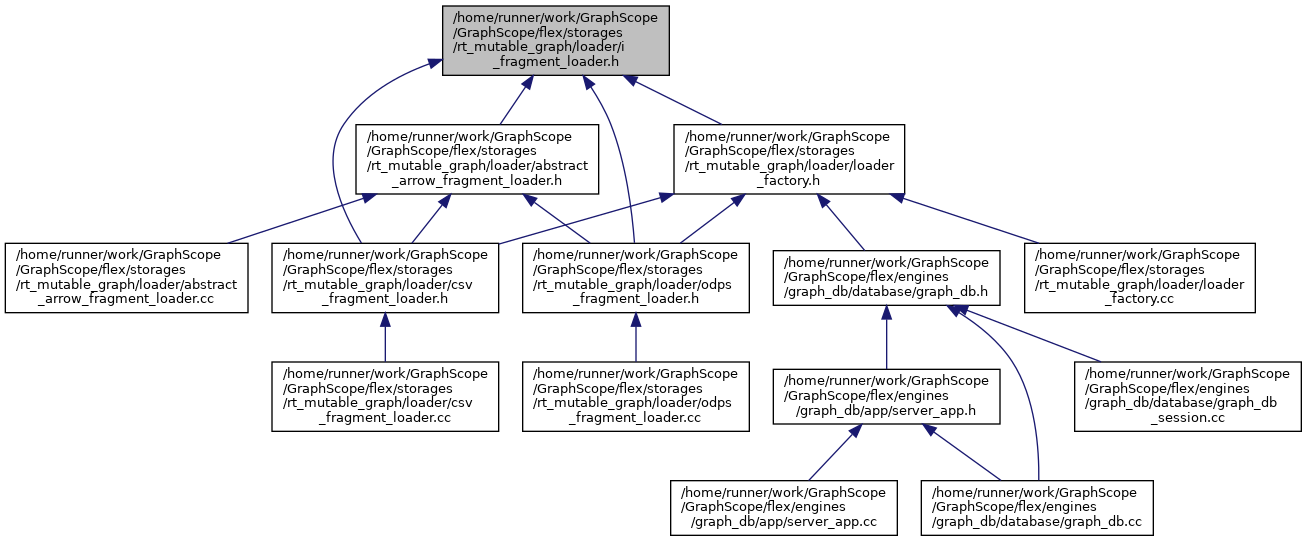 /home/runner/work/GraphScope
/GraphScope/flex/storages
/rt_mutable_graph/loader/i
_fragment_loader.h
/home/runner/work/GraphScope
/GraphScope/flex/storages
/rt_mutable_graph/loader/abstract
_arrow_fragment_loader.h
/home/runner/work/GraphScope
/GraphScope/flex/storages
/rt_mutable_graph/loader/loader
_factory.h
/home/runner/work/GraphScope
/GraphScope/flex/storages
/rt_mutable_graph/loader/abstract
_arrow_fragment_loader.cc
/home/runner/work/GraphScope
/GraphScope/flex/storages
/rt_mutable_graph/loader/csv
_fragment_loader.h
/home/runner/work/GraphScope
/GraphScope/flex/storages
/rt_mutable_graph/loader/odps
_fragment_loader.h
/home/runner/work/GraphScope
/GraphScope/flex/engines
/graph_db/database/graph_db.h
/home/runner/work/GraphScope
/GraphScope/flex/storages
/rt_mutable_graph/loader/loader
_factory.cc
/home/runner/work/GraphScope
/GraphScope/flex/storages
/rt_mutable_graph/loader/csv
_fragment_loader.cc
/home/runner/work/GraphScope
/GraphScope/flex/storages
/rt_mutable_graph/loader/odps
_fragment_loader.cc
/home/runner/work/GraphScope
/GraphScope/flex/engines
/graph_db/app/server_app.h
/home/runner/work/GraphScope
/GraphScope/flex/engines
/graph_db/database/graph_db
_session.cc
/home/runner/work/GraphScope
/GraphScope/flex/engines
/graph_db/app/server_app.cc
/home/runner/work/GraphScope
/GraphScope/flex/engines
/graph_db/database/graph_db.cc